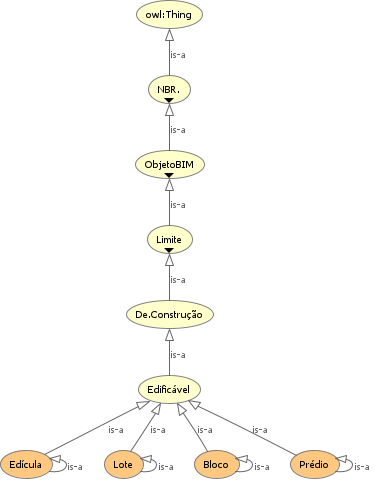 owl:Thing
is-a
NBR.
is-a
ObjetoBIM
is-a
Limite
is-a
De.Construção
is-a
Edificável
is-a is-a is-a is-a
Edícula is-a Lote is-a Bloco is-a Prédio is-a